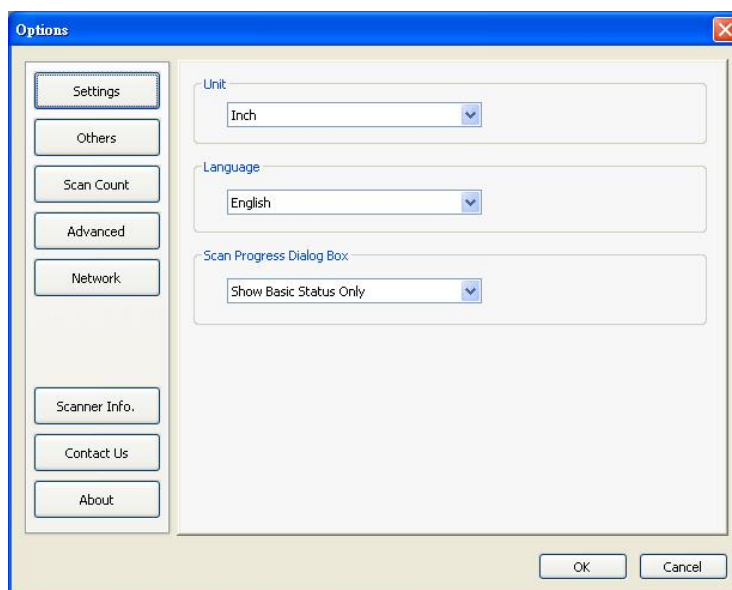 Options
Settings
Others
Scan Count
Advanced
Network
Scanner Info.
Contact Us
About
Unit
Inch
Language
English
Scan Progress Dialog Box
Show Basic Status Only
OK
Cancel